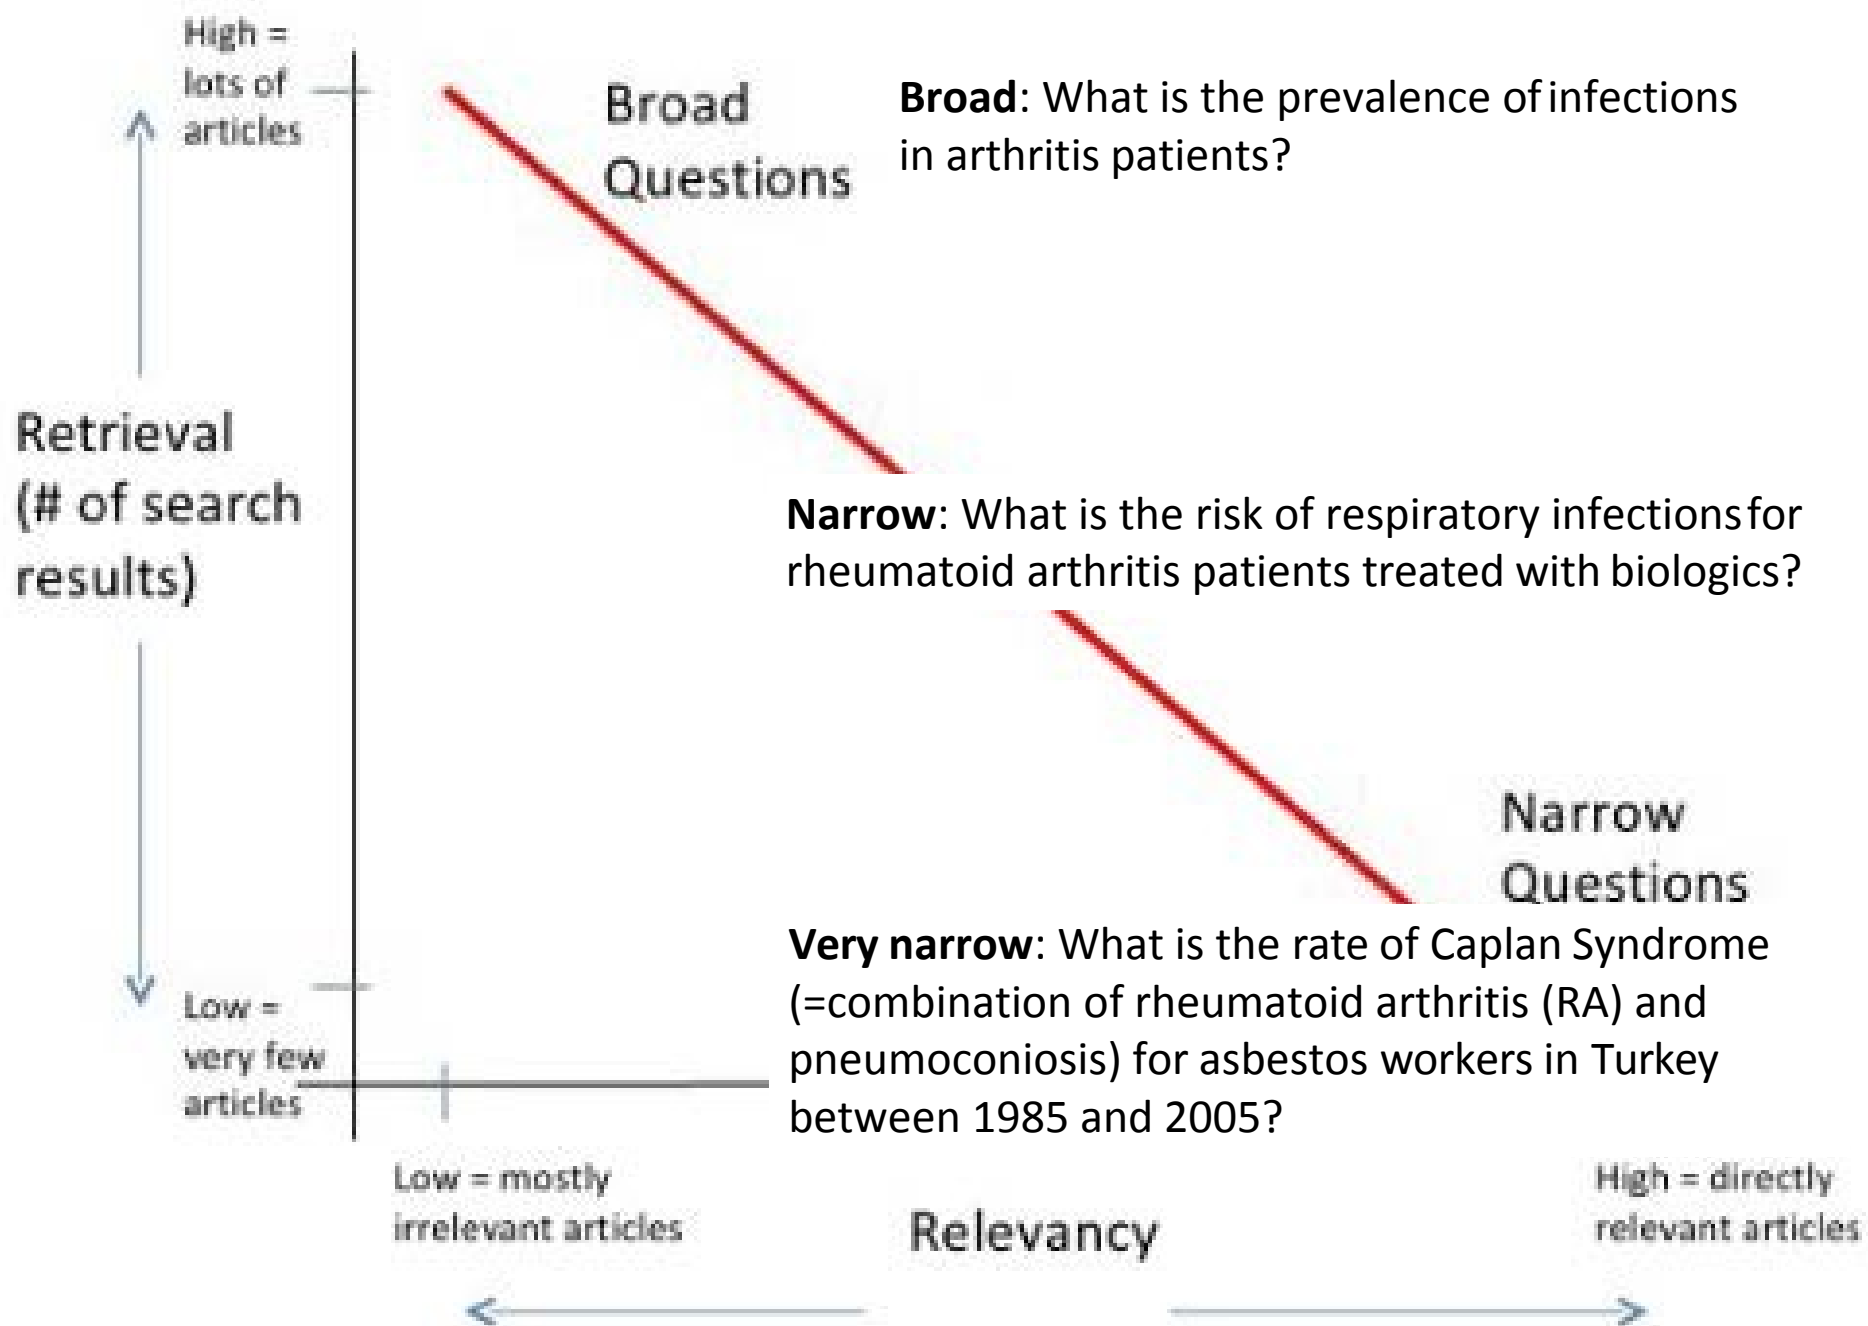 High =
lots of
articles
Broad
Questions
Broad: What is the prevalence of infections
in arthritis patients?
Retrieval
(# of search
results)
Narrow: What is the risk of respiratory infections for
rheumatoid arthritis patients treated with biologics?
Narrow
Questions
Very narrow: What is the rate of Caplan Syndrome
(=combination of rheumatoid arthritis (RA) and
pneumoconiosis) for asbestos workers in Turkey
between 1985 and 2005?
Low =
very few
articles
Low = mostly
irrelevant articles
Relevancy
High = directly
relevant articles